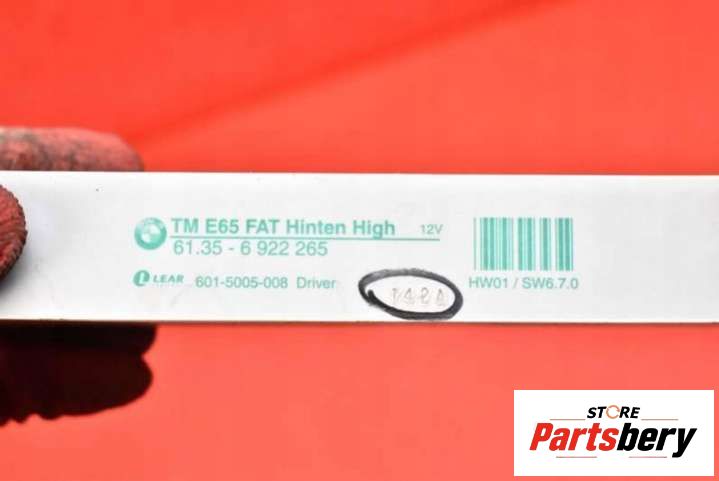 TM E65 FAT Hinten High 12V
61.35 - 6 922 265
LEAR 601-5005-008 Driver
HW01 / SW6.7.0
STORE
Partsbery